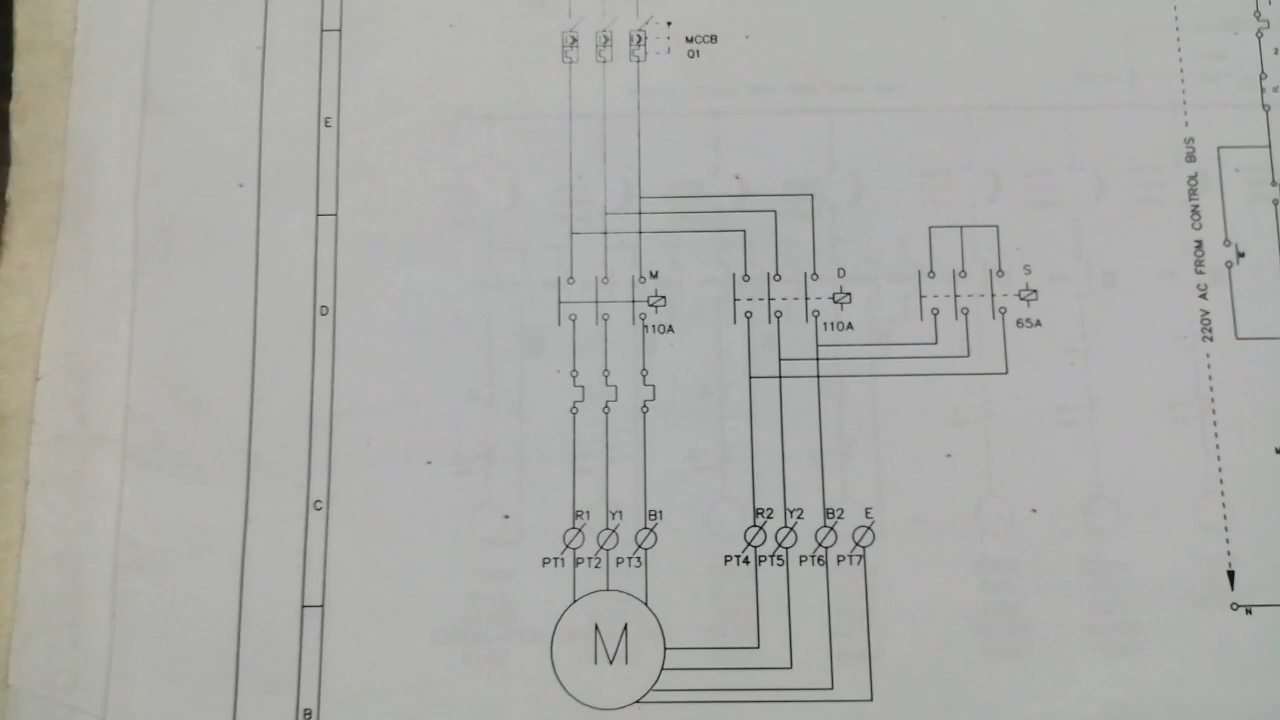 MCCB
Q1
E
D
C
B
M
110A
D
110A
S
65A
220V AC FROM CONTROL BUS
N
R1 Y1 B1
PT1 PT2 PT3
R2 Y2 B2 E
PT4 PT5 PT6 PT7
M